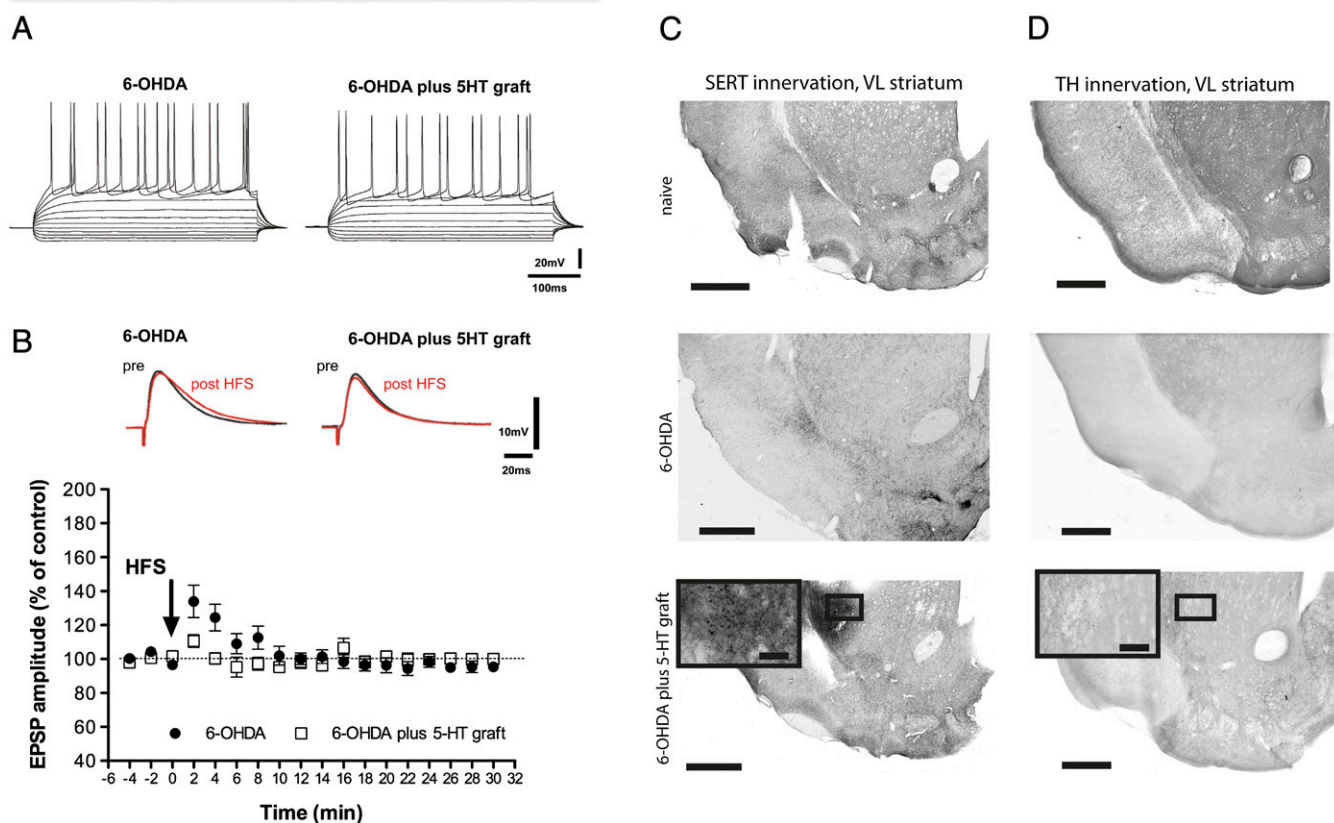 A
6-OHDA
6-OHDA plus 5HT graft
20mV
100ms
B
6-OHDA
6-OHDA plus 5HT graft
pre
post HFS
pre
post HFS
10mV
20ms
EPSP amplitude (% of control)
200
180
160
140
120
100
80
60
40
HFS
6-OHDA
6-OHDA plus 5-HT graft
-6 -4 -2 0 2 4 6 8 10 12 14 16 18 20 22 24 26 28 30 32
Time (min)
C
SERT innervation, VL striatum
naive
6-OHDA
6-OHDA plus 5-HT graft
D
TH innervation, VL striatum